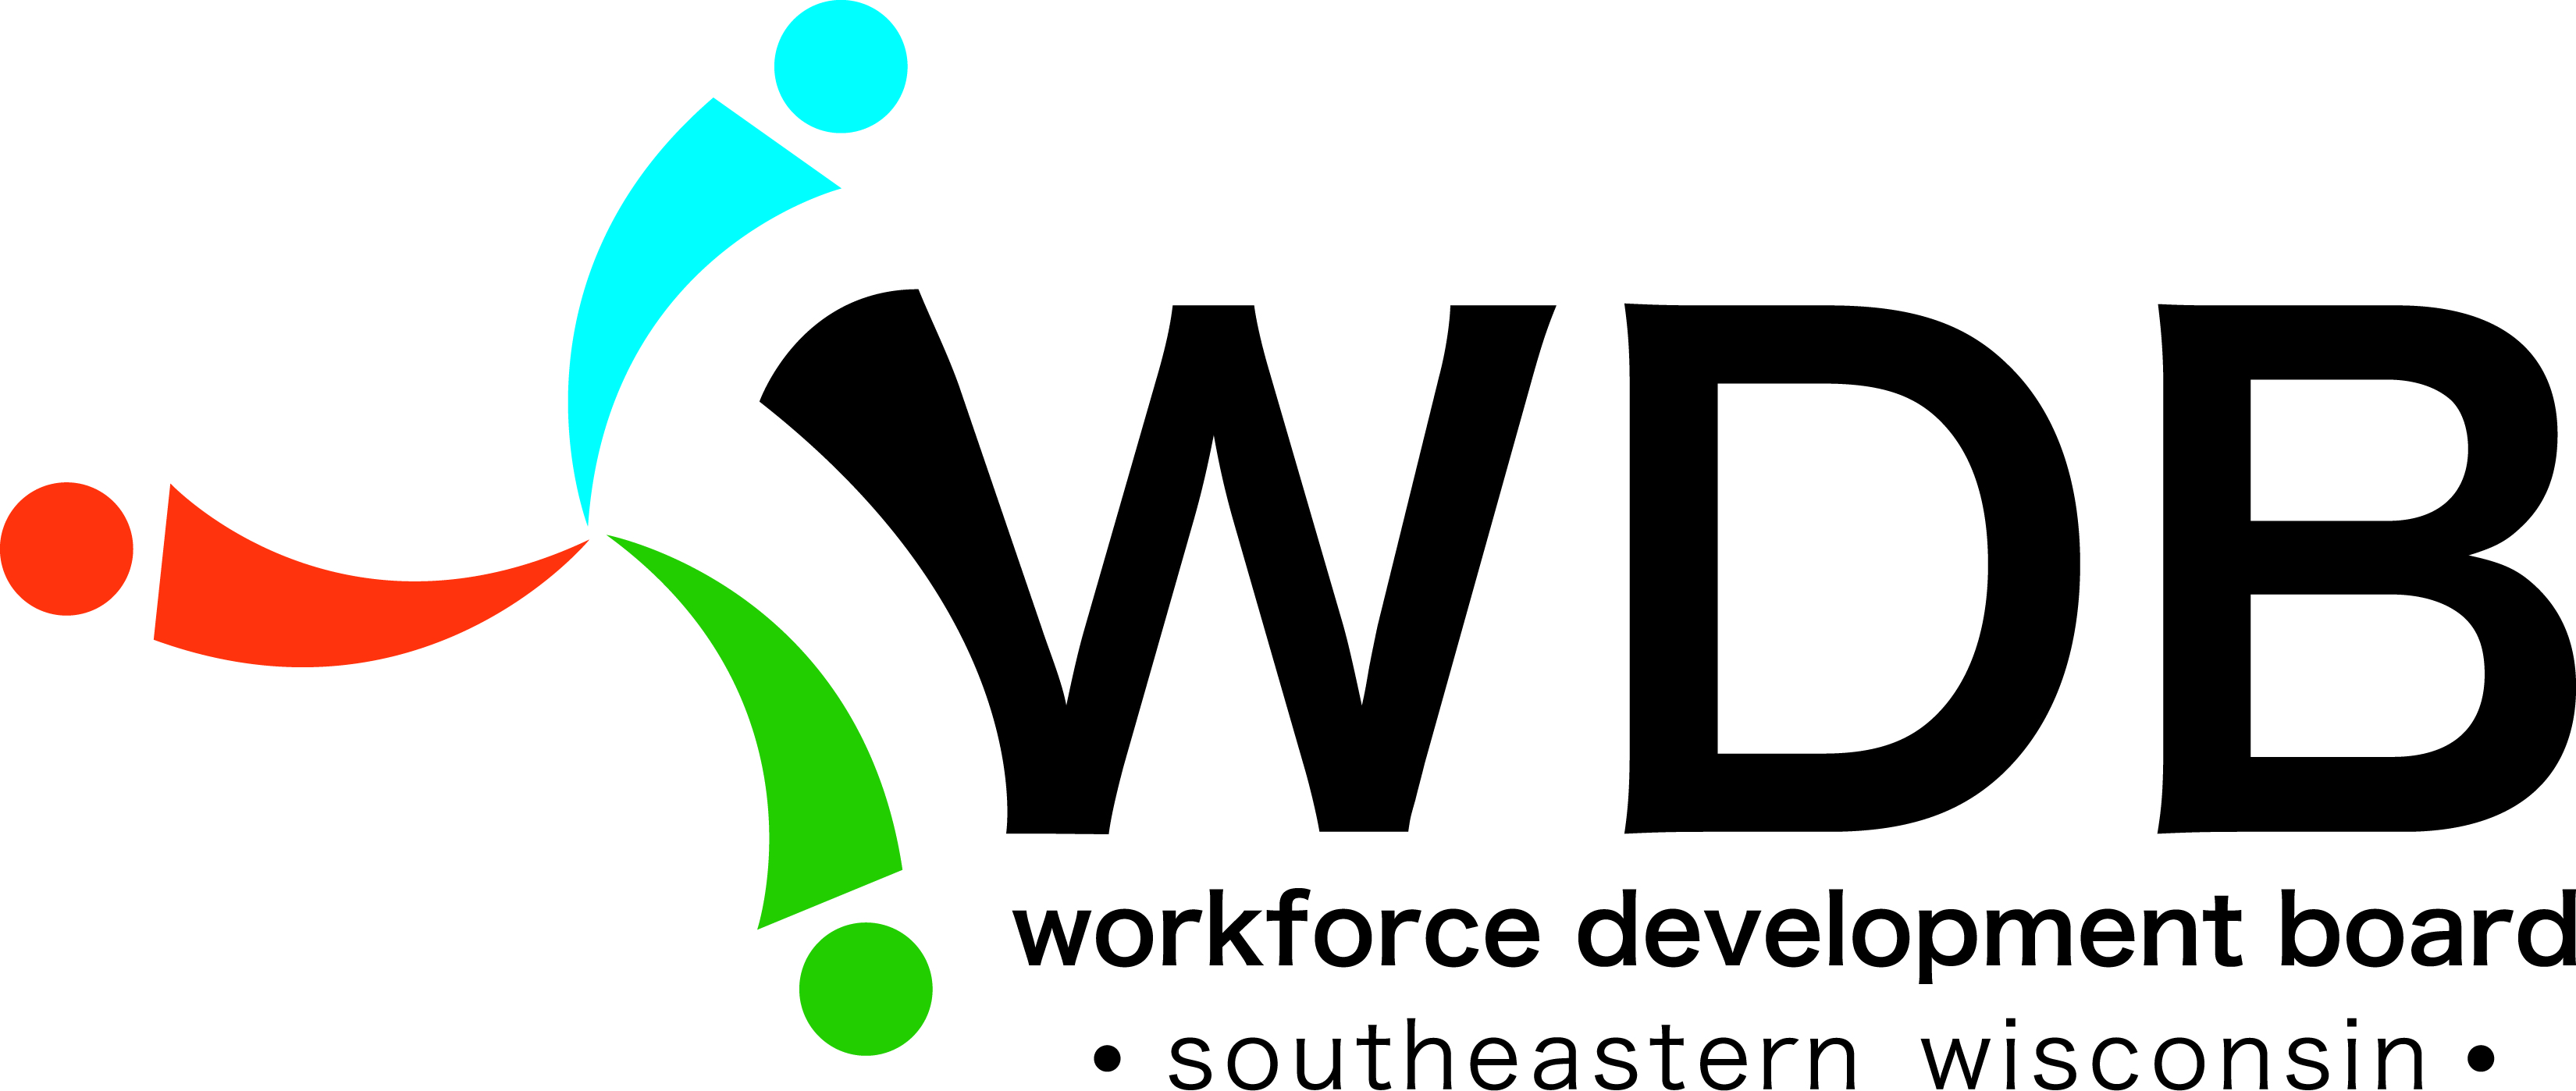 WDB
workforce development board
• southeastern wisconsin •